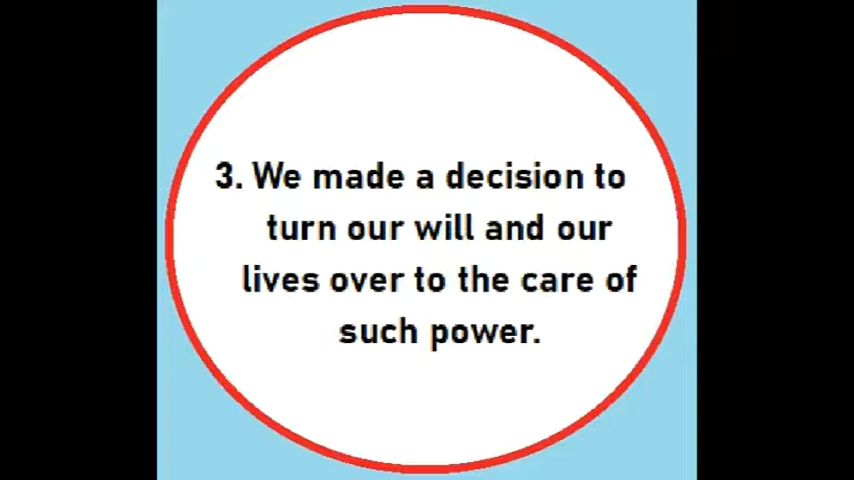 3. We made a decision to
turn our will and our
lives over to the care of
such power.